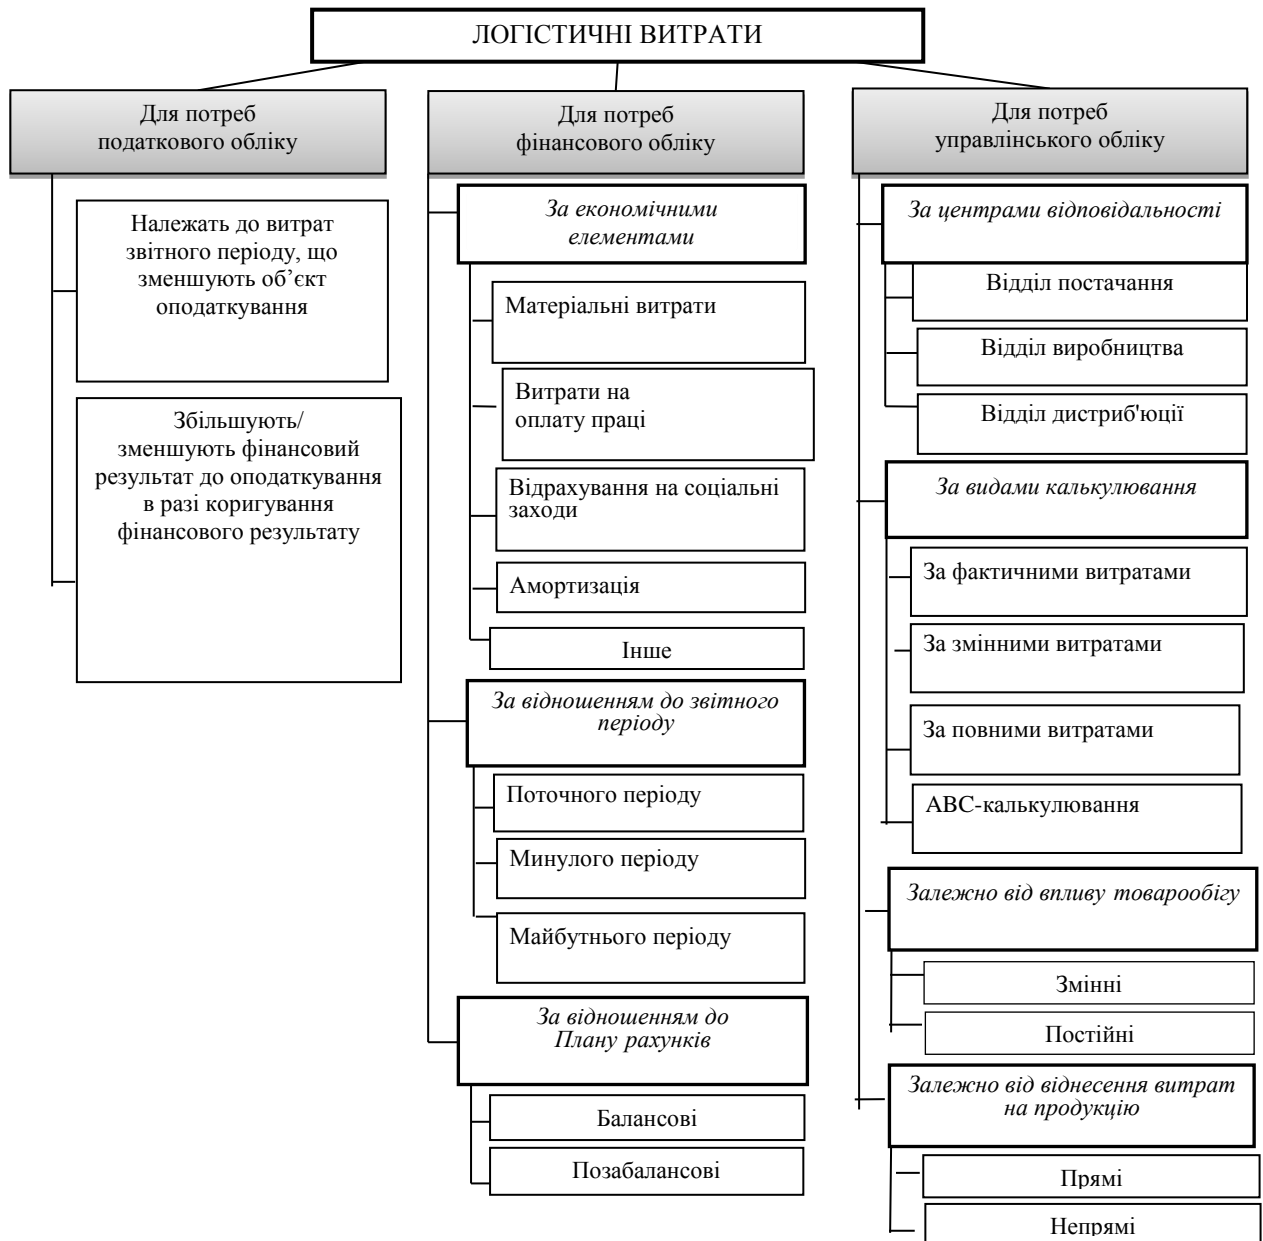 ЛОГІСТИЧНІ ВИТРАТИ
Для потреб
податкового обліку
Належать до витрат
звітного періоду, що
зменшують об’єкт
оподаткування
Збільшують/
зменшують фінансовий
результат до оподаткування
в разі коригування
фінансового результату
Для потреб
фінансового обліку
За економічними
елементами
Матеріальні витрати
Витрати на
оплату праці
Відрахування на соціальні
заходи
Амортизація
Інше
За відношенням до звітного
періоду
Поточного періоду
Минулого періоду
Майбутнього періоду
За відношенням до
Плану рахунків
Балансові
Позабалансові
Для потреб
управлінського обліку
За центрами відповідальності
Відділ постачання
Відділ виробництва
Відділ дистриб'юції
За видами калькулювання
За фактичними витратами
За змінними витратами
За повними витратами
АВС-калькулювання
Залежно від впливу товарообігу
Змінні
Постійні
Залежно від віднесення витрат
на продукцію
Прямі
Непрямі